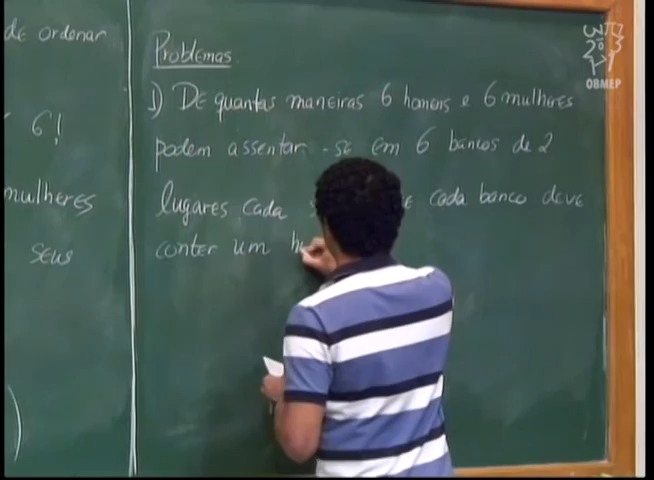 de ordenar
6!
mulheres
seus
Problemas
1) De quantas maneiras 6 homens e 6 mulheres
podem assentar-se em 6 bancos de 2
lugares cada cada banco deve
conter um
OBMEP